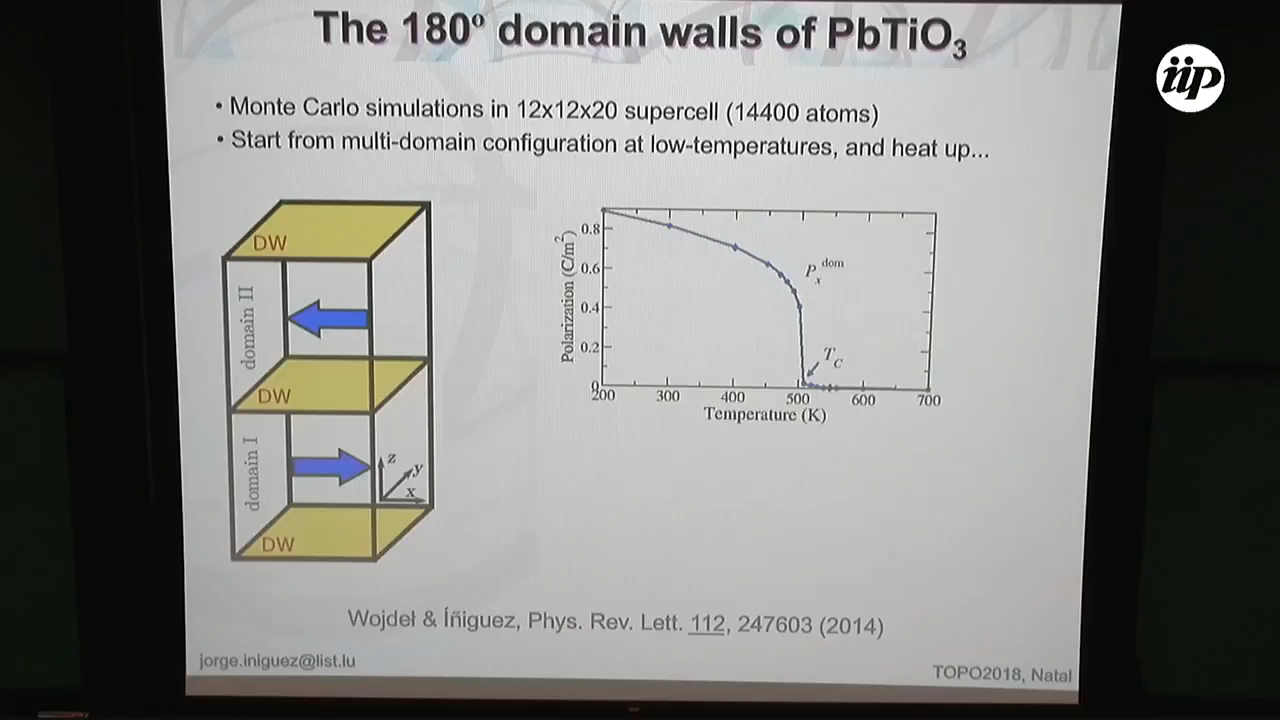 The 180º domain walls of PbTiO3
iip
• Monte Carlo simulations in 12x12x20 supercell (14400 atoms)
• Start from multi-domain configuration at low-temperatures, and heat up...
DW
domain II
DW
domain I
z
y
x
DW
Polarization (C/m2)
0.8
0.6
0.4
0.2
0
Px dom
TC
200 300 400 500 600 700
Temperature (K)
Wojdeł & Íñiguez, Phys. Rev. Lett. 112, 247603 (2014)
jorge.iniguez@list.lu
TOPO2018, Natal